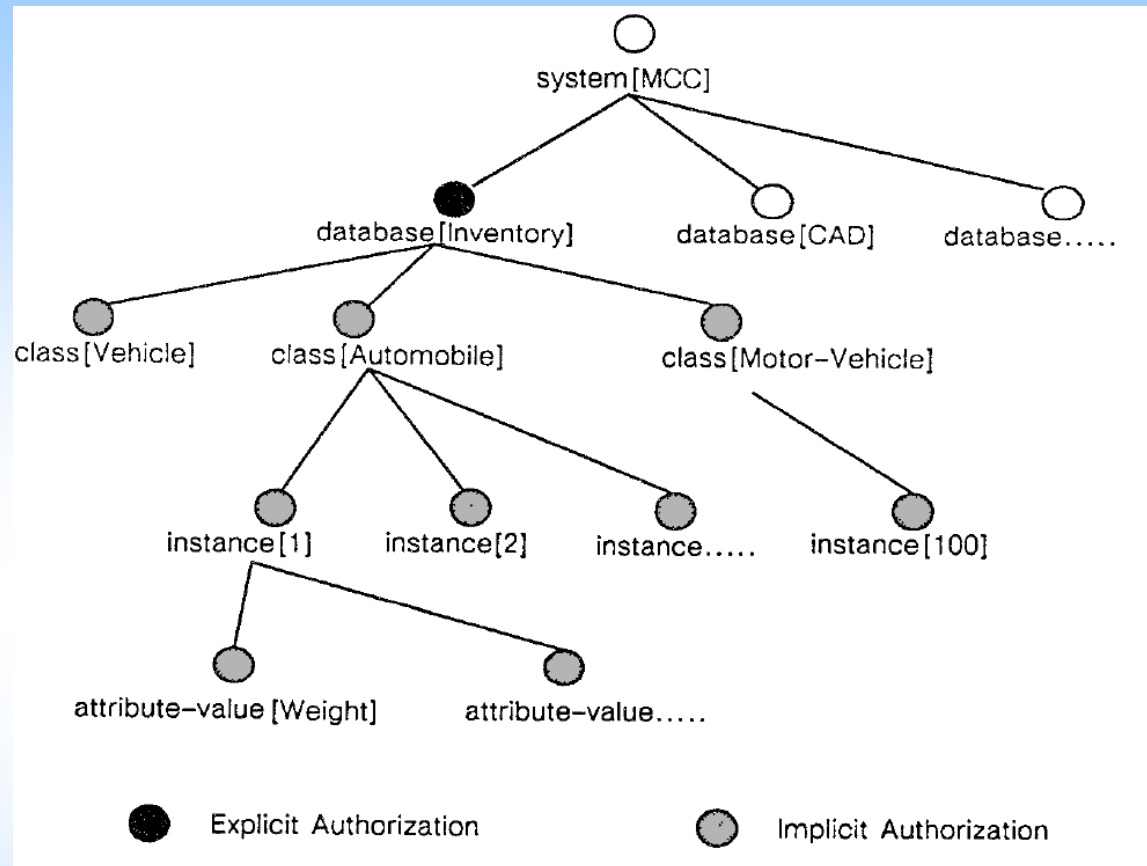 system[MCC]
database[Inventory] database[CAD] database.....
class[Vehicle] class[Automobile] class[Motor-Vehicle]
instance[1] instance[2] instance..... instance[100]
attribute-value[Weight] attribute-value.....
Explicit Authorization Implicit Authorization